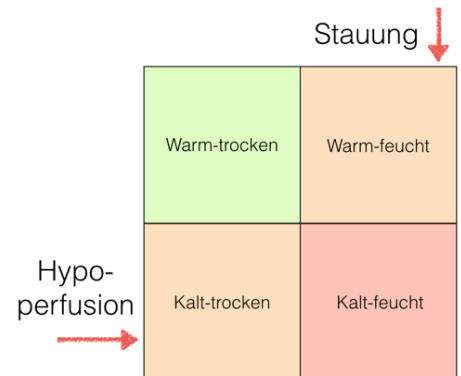 Stauung
Warm-trocken
Warm-feucht
Hypo-
perfusion
Kalt-trocken
Kalt-feucht